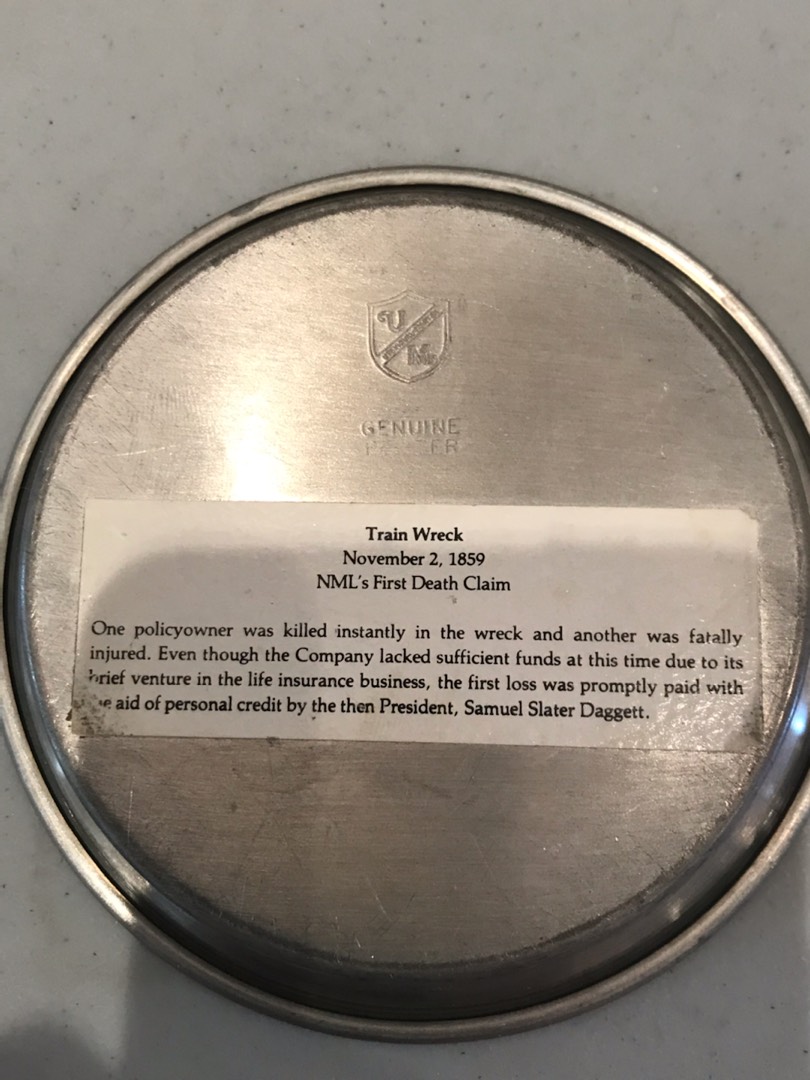 U
M
GENUINE
Train Wreck
November 2, 1859
NML's First Death Claim
One policyowner was killed instantly in the wreck and another was fatally
injured. Even though the Company lacked sufficient funds at this time due to its
brief venture in the life insurance business, the first loss was promptly paid with
aid of personal credit by the then President, Samuel Slater Daggett.